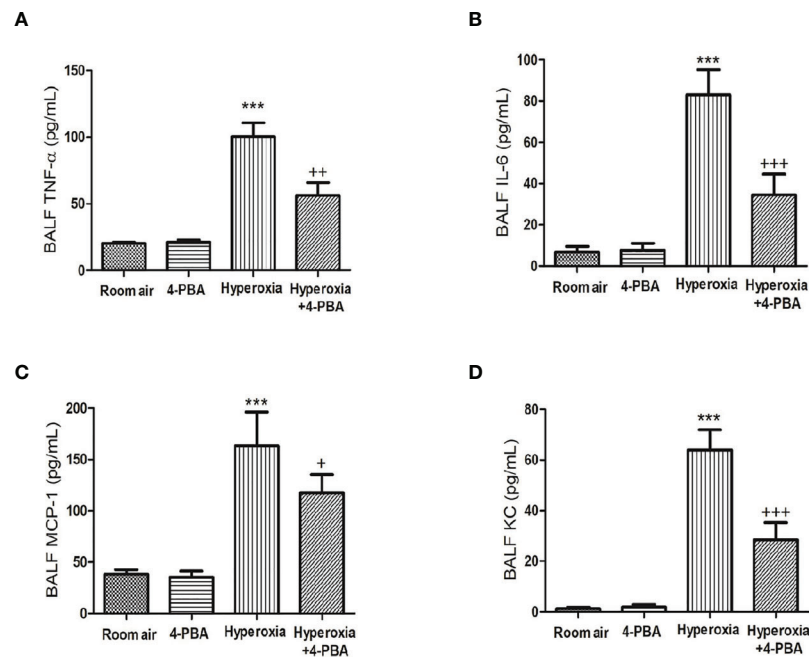 A
BALF TNF-α (pg/mL)
150
100
50
0
***
++
Room air
4-PBA
Hyperoxia
Hyperoxia
+4-PBA
B
BALF IL-6 (pg/mL)
100
80
60
40
20
0
***
+++
Room air
4-PBA
Hyperoxia
Hyperoxia
+4-PBA
C
BALF MCP-1 (pg/mL)
200
150
100
50
0
***
+
Room air
4-PBA
Hyperoxia
Hyperoxia
+4-PBA
D
BALF KC (pg/mL)
80
60
40
20
0
***
+++
Room air
4-PBA
Hyperoxia
Hyperoxia
+4-PBA